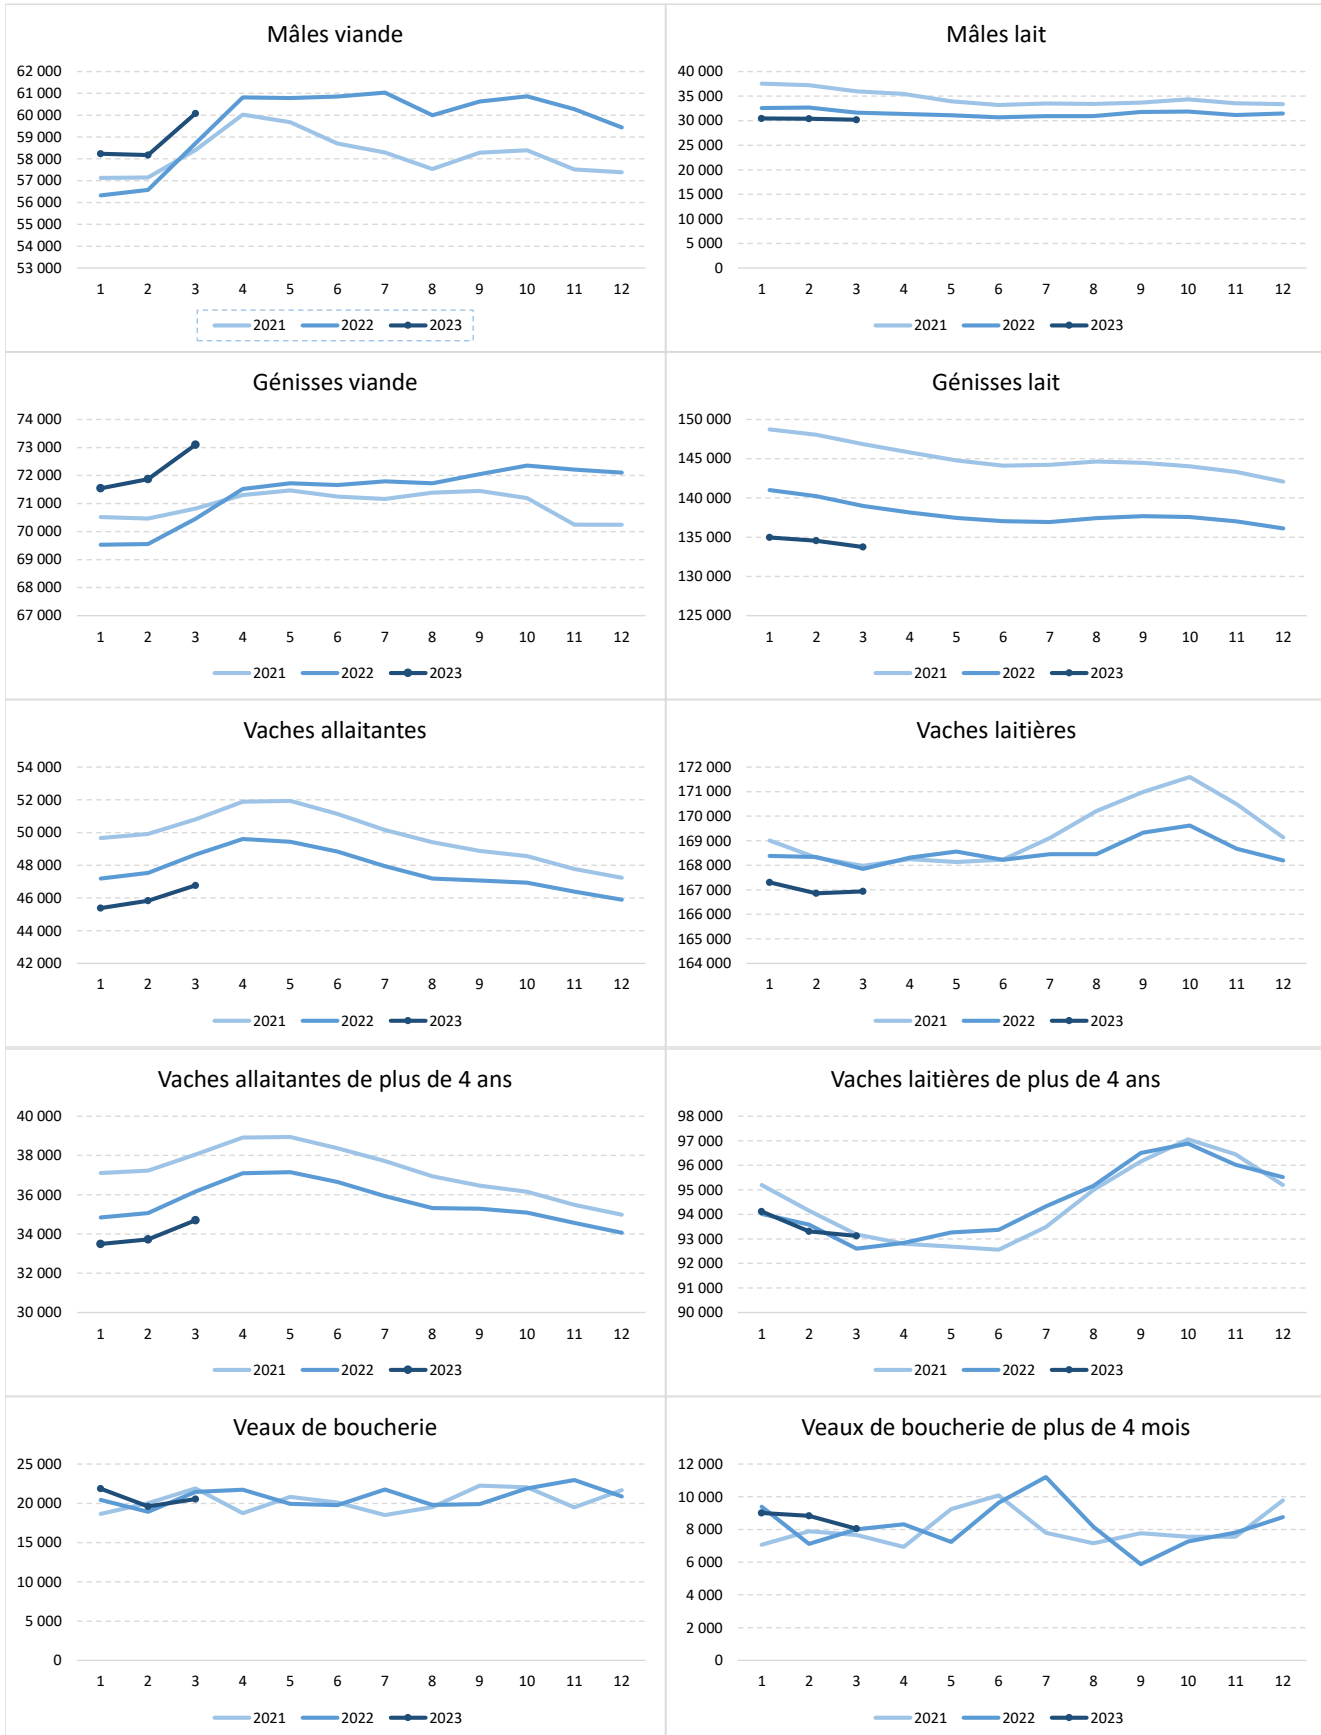 Mâles viande
62 000
61 000
60 000
59 000
58 000
57 000
56 000
55 000
54 000
53 000
1 2 3 4 5 6 7 8 9 10 11 12
2021 2022 2023
Mâles lait
40 000
35 000
30 000
25 000
20 000
15 000
10 000
5 000
0
1 2 3 4 5 6 7 8 9 10 11 12
2021 2022 2023
Génisses viande
74 000
73 000
72 000
71 000
70 000
69 000
68 000
67 000
1 2 3 4 5 6 7 8 9 10 11 12
2021 2022 2023
Génisses lait
150 000
145 000
140 000
135 000
130 000
125 000
1 2 3 4 5 6 7 8 9 10 11 12
2021 2022 2023
Vaches allaitantes
54 000
52 000
50 000
48 000
46 000
44 000
42 000
1 2 3 4 5 6 7 8 9 10 11 12
2021 2022 2023
Vaches laitières
172 000
171 000
170 000
169 000
168 000
167 000
166 000
165 000
164 000
1 2 3 4 5 6 7 8 9 10 11 12
2021 2022 2023
Vaches allaitantes de plus de 4 ans
40 000
38 000
36 000
34 000
32 000
30 000
1 2 3 4 5 6 7 8 9 10 11 12
2021 2022 2023
Vaches laitières de plus de 4 ans
98 000
97 000
96 000
95 000
94 000
93 000
92 000
91 000
90 000
1 2 3 4 5 6 7 8 9 10 11 12
2021 2022 2023
Veaux de boucherie
25 000
20 000
15 000
10 000
5 000
0
1 2 3 4 5 6 7 8 9 10 11 12
2021 2022 2023
Veaux de boucherie de plus de 4 mois
12 000
10 000
8 000
6 000
4 000
2 000
0
1 2 3 4 5 6 7 8 9 10 11 12
2021 2022 2023